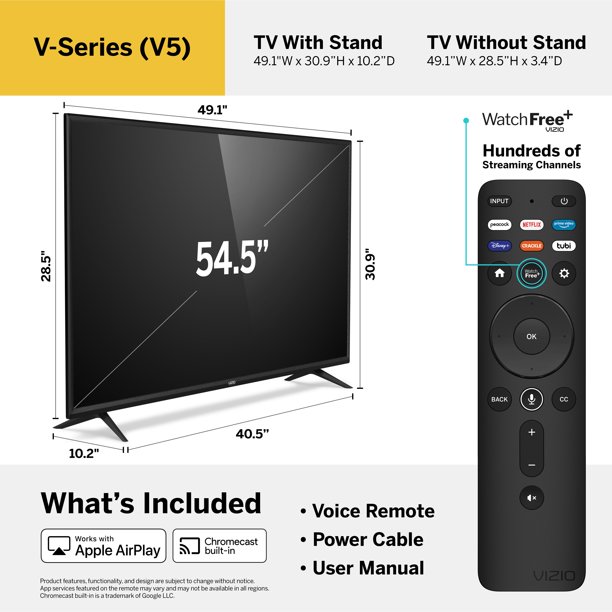 V-Series (V5)
TV With Stand
49.1"W x 30.9”H x 10.2”D
TV Without Stand
49.1”W x 28.5”H x 3.4”D
49.1"
28.5"
54.5”
30.9"
10.2"
40.5”
VIZIO
WatchFree+
VIZIO
Hundreds of
Streaming Channels
INPUT
peacock NETFLIX prime video
Disney+ CRACKLE tubi
Watch
Free+
OK
BACK CC
+
−
VIZIO
What’s Included
Works with
Apple AirPlay
Chromecast
built-in
• Voice Remote
• Power Cable
• User Manual
Product features, functionality, and design are subject to change without notice.
App services featured on the remote may vary and may not be available in all regions.
Chromecast built-in is a trademark of Google LLC.